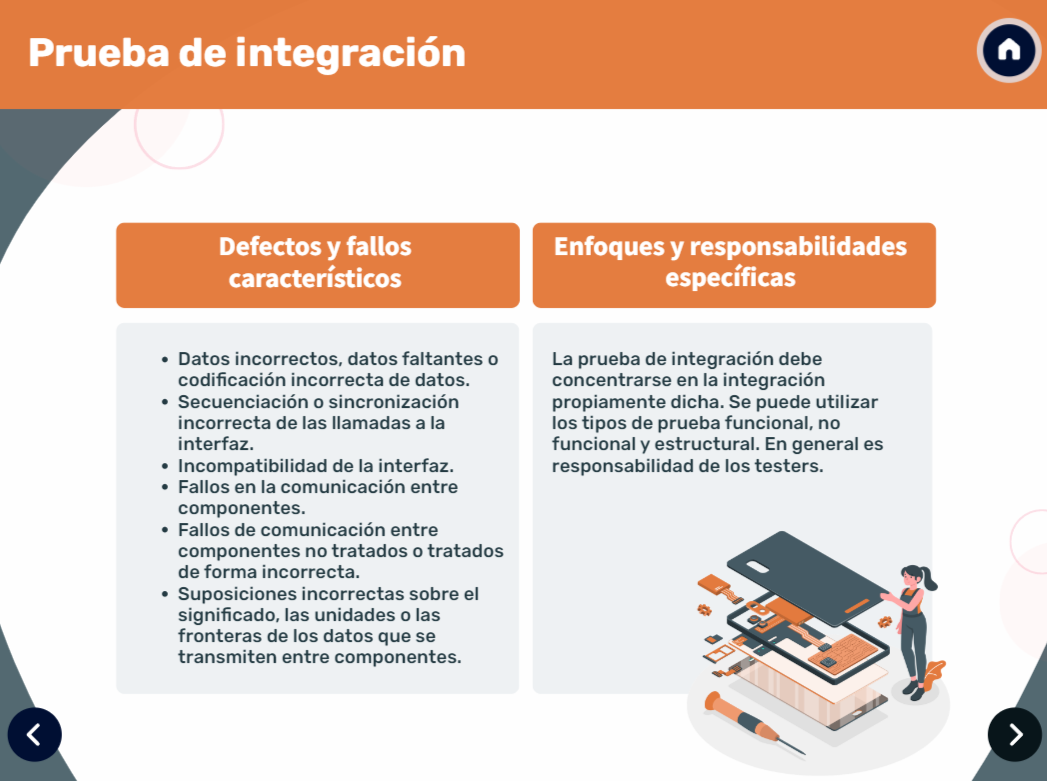 Prueba de integración
Defectos y fallos
característicos
• Datos incorrectos, datos faltantes o
codificación incorrecta de datos.
• Secuenciación o sincronización
incorrecta de las llamadas a la
interfaz.
• Incompatibilidad de la interfaz.
• Fallos en la comunicación entre
componentes.
• Fallos de comunicación entre
componentes no tratados o tratados
de forma incorrecta.
• Suposiciones incorrectas sobre el
significado, las unidades o las
fronteras de los datos que se
transmiten entre componentes.
Enfoques y responsabilidades
específicas
La prueba de integración debe
concentrarse en la integración
propiamente dicha. Se puede utilizar
los tipos de prueba funcional, no
funcional y estructural. En general es
responsabilidad de los testers.